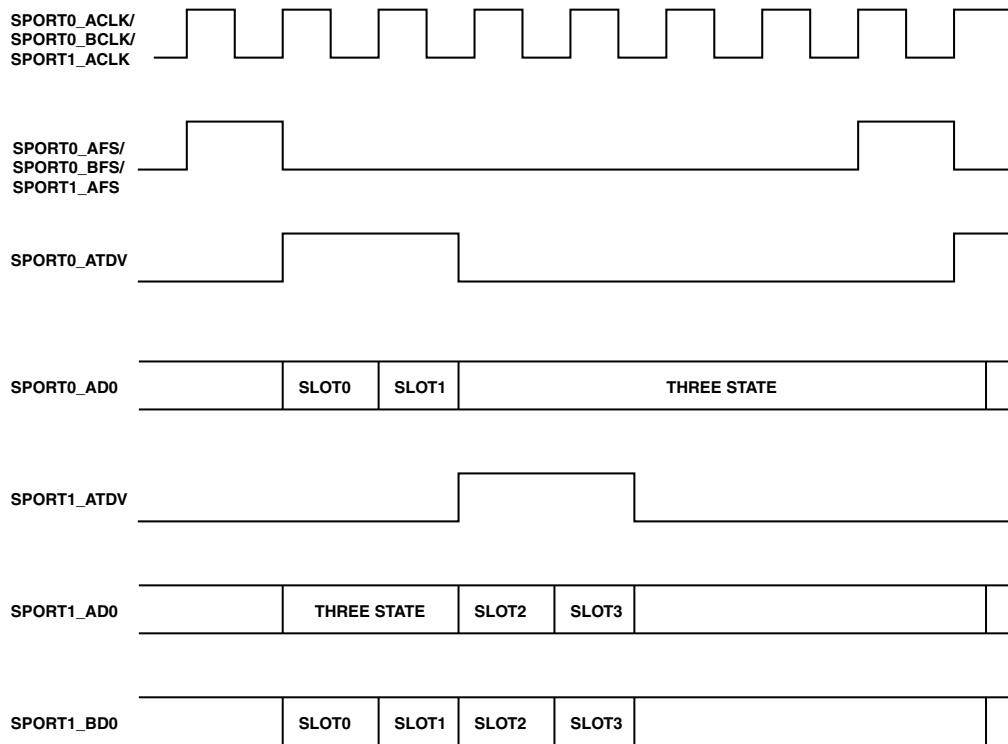 SPORT0_ACLK/
SPORT0_BCLK/
SPORT1_ACLK
SPORT0_AFS/
SPORT0_BFS/
SPORT1_AFS
SPORT0_ATDV
SPORT0_AD0
SLOT0
SLOT1
THREE STATE
SPORT1_ATDV
SPORT1_AD0
THREE STATE
SLOT2
SLOT3
SPORT1_BD0
SLOT0
SLOT1
SLOT2
SLOT3